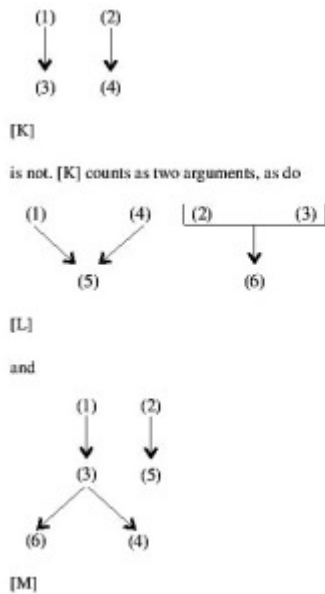 (1) (2)
(3) (4)
[K]
is not. [K] counts as two arguments, as do
(1) (4) (2) (3)
(5) (6)
[L]
and
(1) (2)
(3) (5)
(6) (4)
[M]